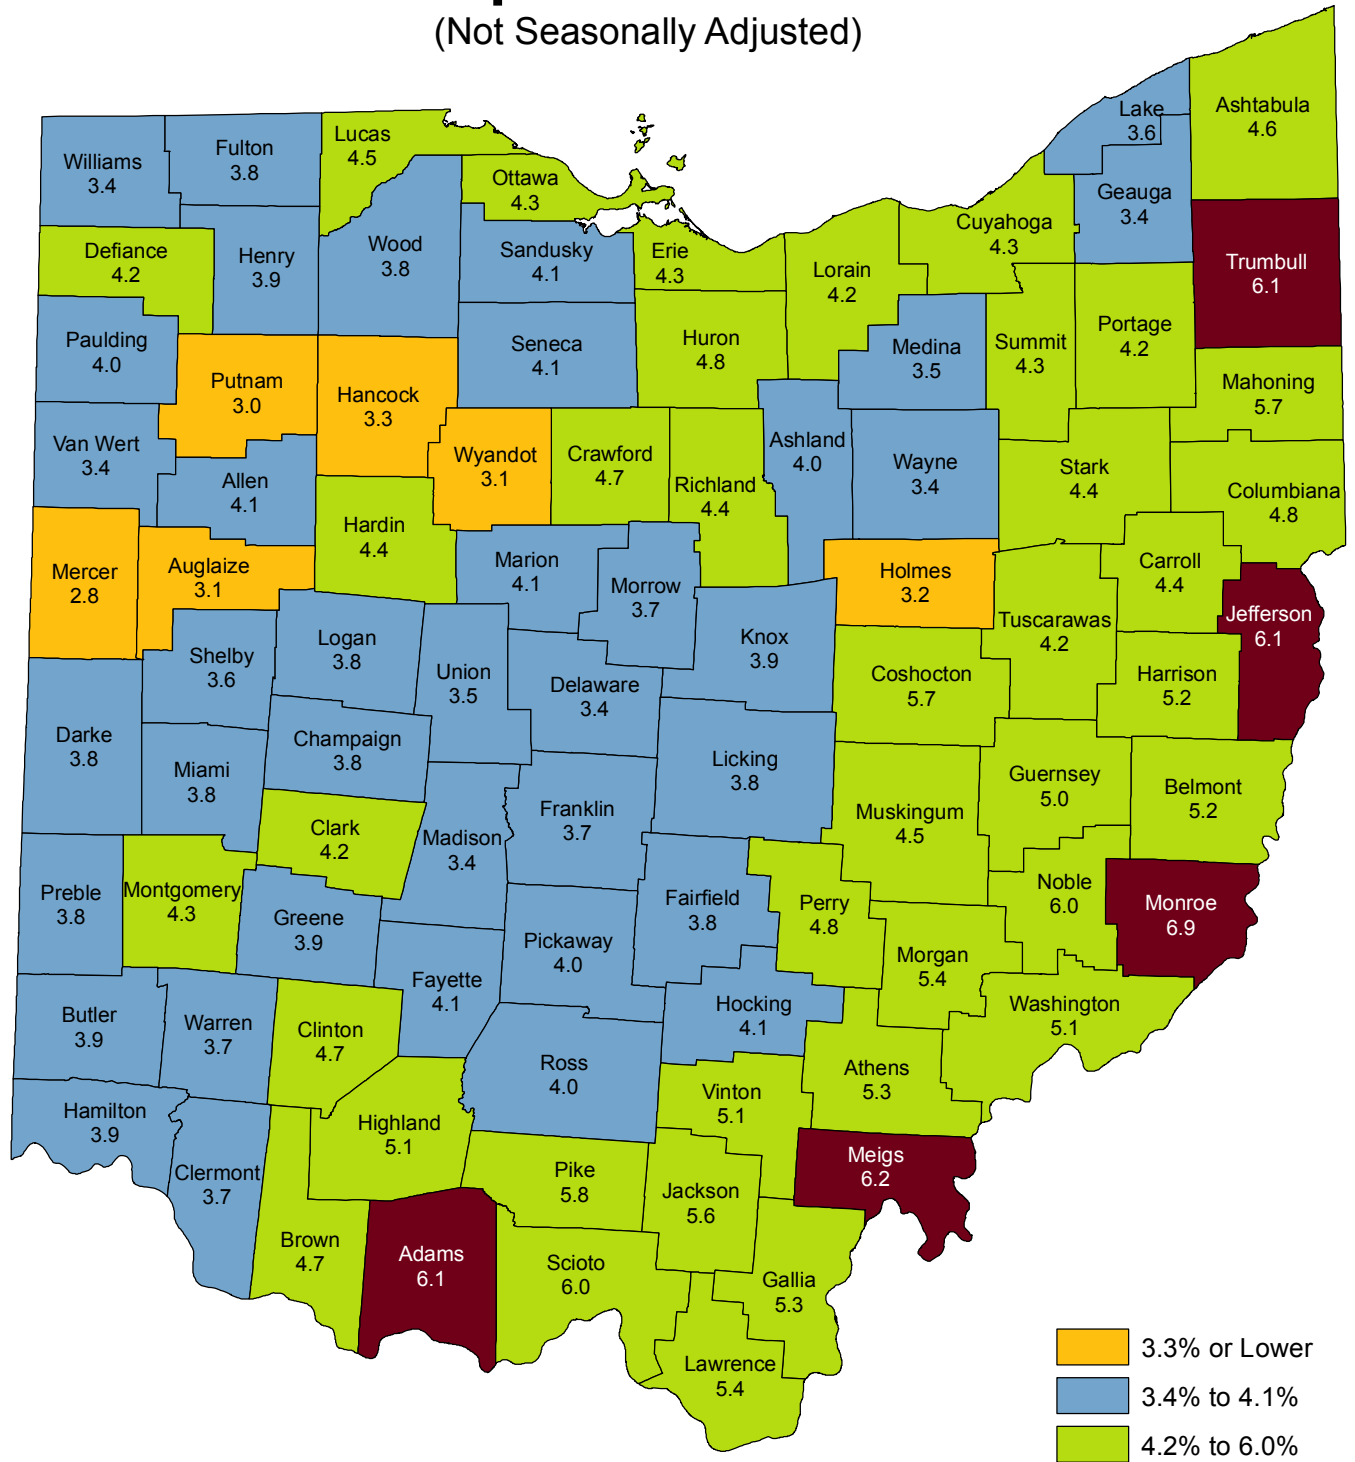 (Not Seasonally Adjusted)
Williams
3.4
Fulton
3.8
Lucas
4.5
Ottawa
4.3
Lake
3.6
Ashtabula
4.6
Geauga
3.4
Cuyahoga
4.3
Defiance
4.2
Henry
3.9
Wood
3.8
Sandusky
4.1
Erie
4.3
Lorain
4.2
Trumbull
6.1
Paulding
4.0
Putnam
3.0
Hancock
3.3
Seneca
4.1
Huron
4.8
Medina
3.5
Summit
4.3
Portage
4.2
Mahoning
5.7
Van Wert
3.4
Allen
4.1
Wyandot
3.1
Crawford
4.7
Richland
4.4
Ashland
4.0
Wayne
3.4
Stark
4.4
Columbiana
4.8
Mercer
2.8
Auglaize
3.1
Hardin
4.4
Marion
4.1
Morrow
3.7
Holmes
3.2
Tuscarawas
4.2
Carroll
4.4
Jefferson
6.1
Shelby
3.6
Logan
3.8
Union
3.5
Delaware
3.4
Knox
3.9
Coshocton
5.7
Harrison
5.2
Darke
3.8
Miami
3.8
Champaign
3.8
Licking
3.8
Muskingum
4.5
Guernsey
5.0
Belmont
5.2
Clark
4.2
Madison
3.4
Franklin
3.7
Preble
3.8
Montgomery
4.3
Greene
3.9
Pickaway
4.0
Fairfield
3.8
Perry
4.8
Noble
6.0
Monroe
6.9
Fayette
4.1
Hocking
4.1
Morgan
5.4
Washington
5.1
Butler
3.9
Warren
3.7
Clinton
4.7
Ross
4.0
Athens
5.3
Hamilton
3.9
Clermont
3.7
Highland
5.1
Vinton
5.1
Meigs
6.2
Pike
5.8
Jackson
5.6
Brown
4.7
Adams
6.1
Scioto
6.0
Gallia
5.3
Lawrence
5.4
3.3% or Lower
3.4% to 4.1%
4.2% to 6.0%